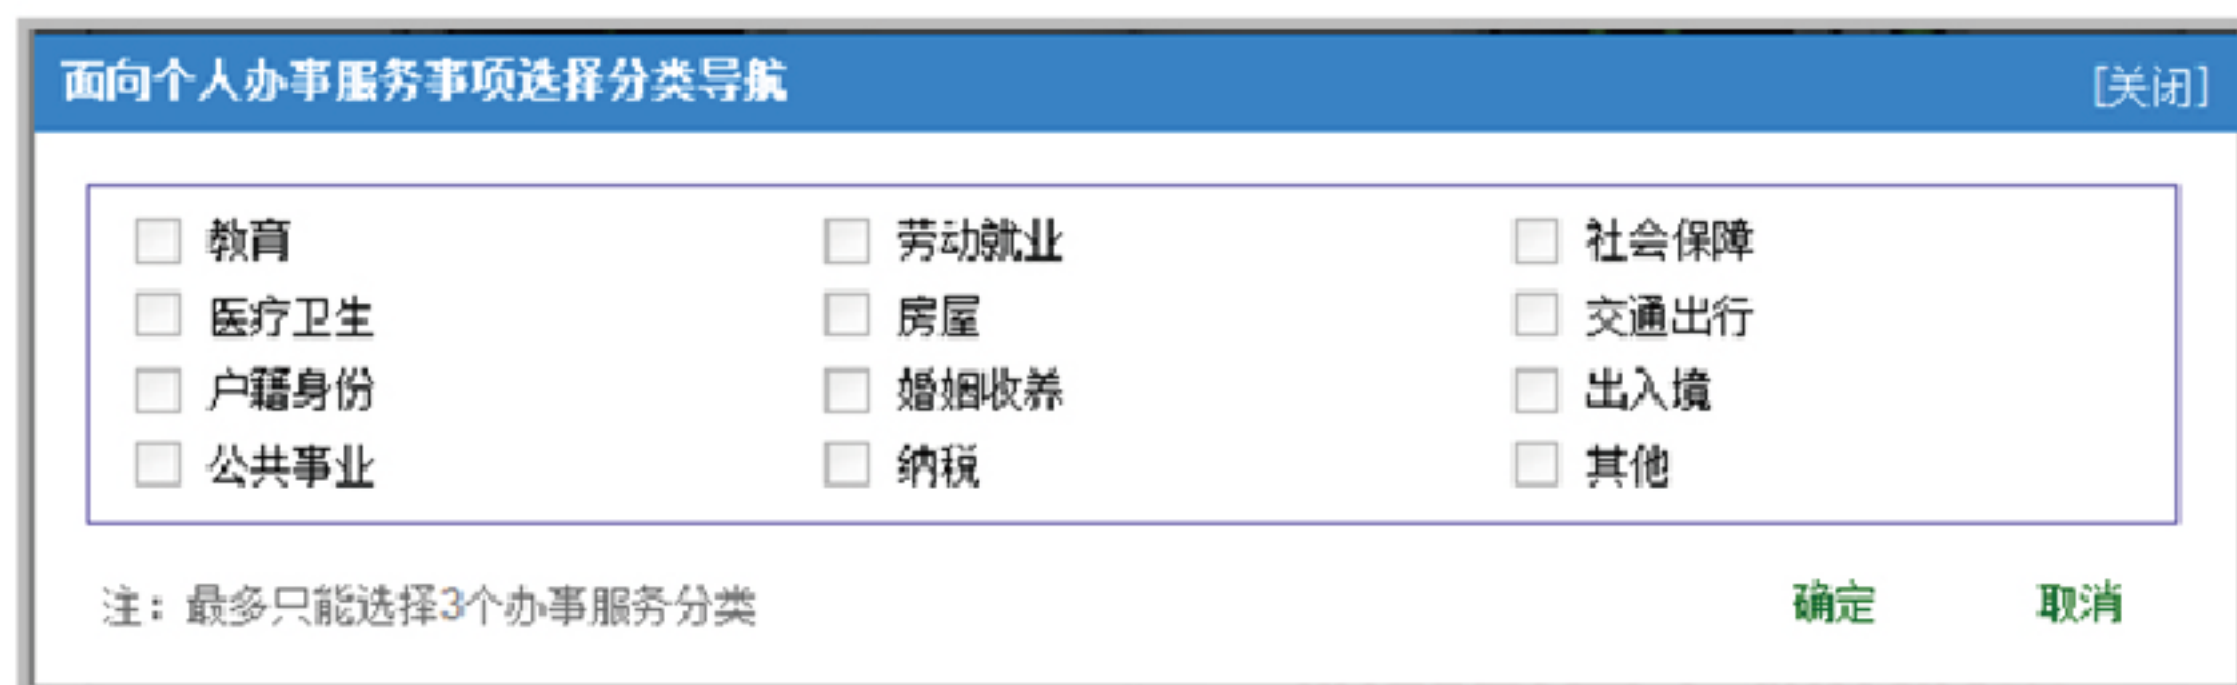 面向个人办事服务事项选择分类导航 [关闭]
教育 劳动就业 社会保障
医疗卫生 房屋 交通出行
户籍身份 婚姻收养 出入境
公共事业 纳税 其他
注：最多只能选择3个办事服务分类 确定 取消